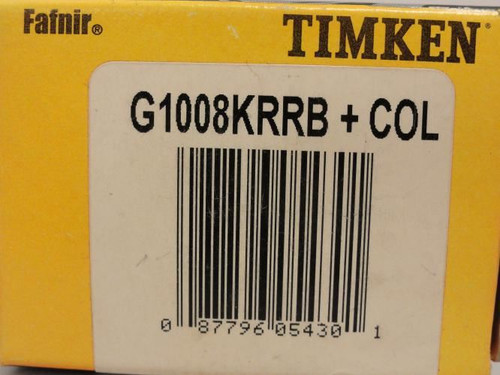 Fafnir® TIMKEN®
G1008KRRB + COL
0 87796 05430 1